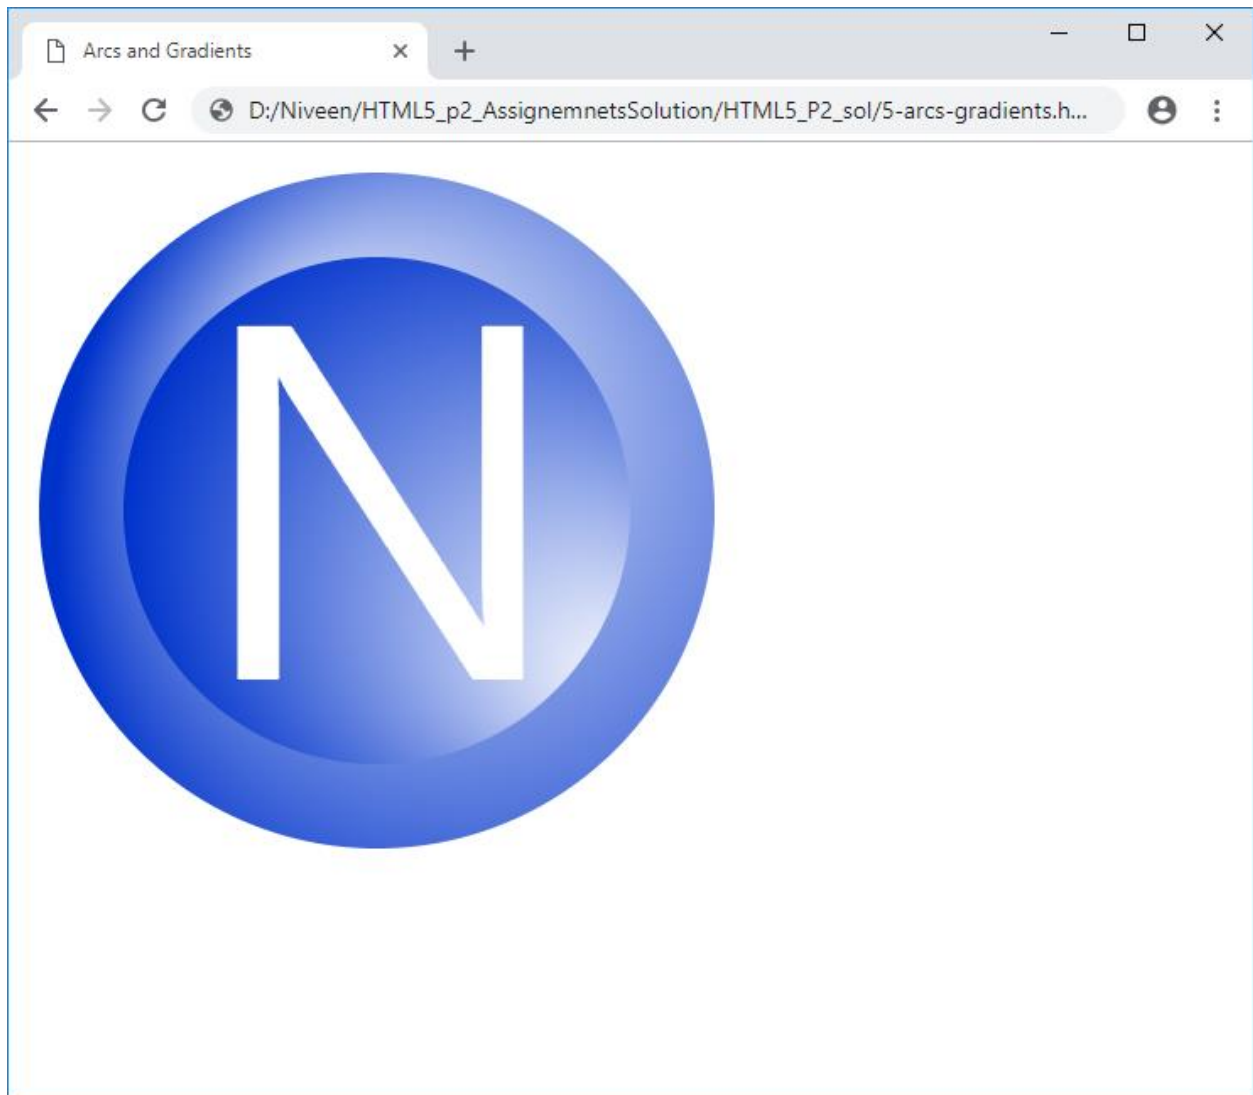 Arcs and Gradients
D:/Niveen/HTML5_p2_AssignemnetsSolution/HTML5_P2_sol/5-arcs-gradients.h...
N